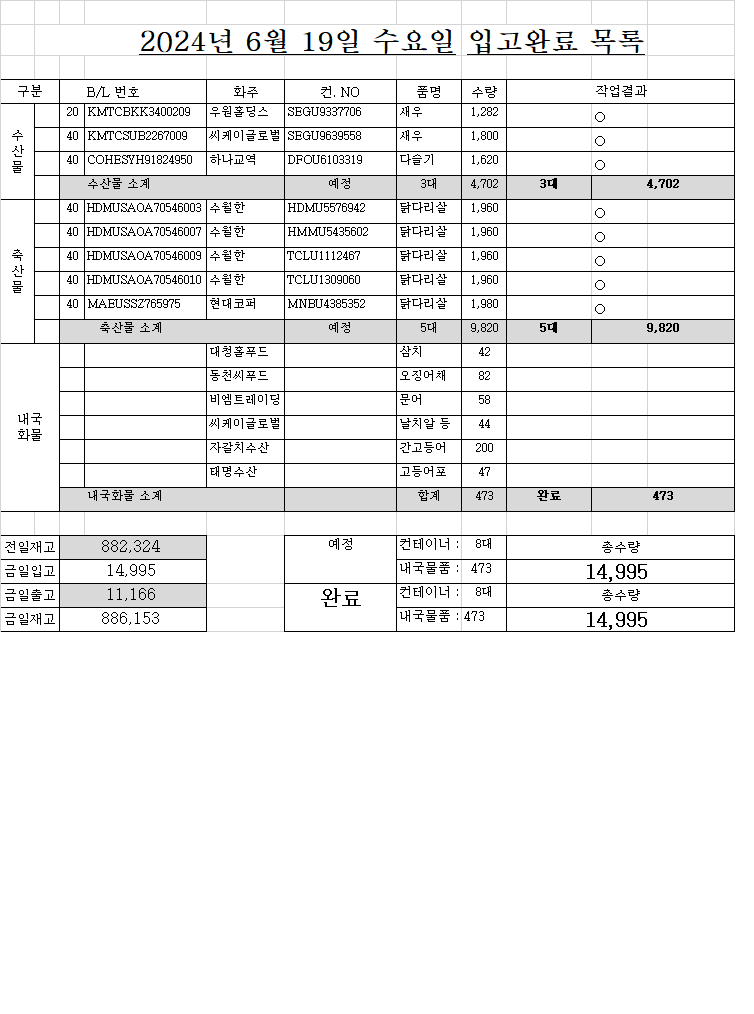 2024년 6월 19일 수요일 입고완료 목록
구분 B/L 번호 화주 컨. NO 품명 수량 작업결과
수산물
20 KMTCBKK3400209 우원홀딩스 SEGU9337706 새우 1,282 ○
40 KMTCSUB2267009 씨케이글로벌 SEGU9639558 새우 1,800 ○
40 COHESYH91824950 하나교역 DFOU6103319 다슬기 1,620 ○
수산물 소계 예정 3대 4,702 3대 4,702
축산물
40 HDMUSAOA70546003 수월한 HDMU5576942 닭다리살 1,960 ○
40 HDMUSAOA70546007 수월한 HMMU5435602 닭다리살 1,960 ○
40 HDMUSAOA70546009 수월한 TCLU1112467 닭다리살 1,960 ○
40 HDMUSAOA70546010 수월한 TCLU1309060 닭다리살 1,960 ○
40 MAEUSSZ765975 현대코퍼 MNBU4385352 닭다리살 1,980 ○
축산물 소계 예정 5대 9,820 5대 9,820
내국
화물
대청홀푸드 삼치 42
동천씨푸드 오징어채 82
비엠트레이딩 문어 58
씨케이글로벌 날치알 등 44
자갈치수산 간고등어 200
태명수산 고등어포 47
내국화물 소계 합계 473 완료 473
전일재고 882,324 예정 컨테이너 : 8대 총수량
금일입고 14,995 내국물품 : 473 14,995
금일출고 11,166 완료 컨테이너 : 8대 총수량
금일재고 886,153 내국물품 : 473 14,995